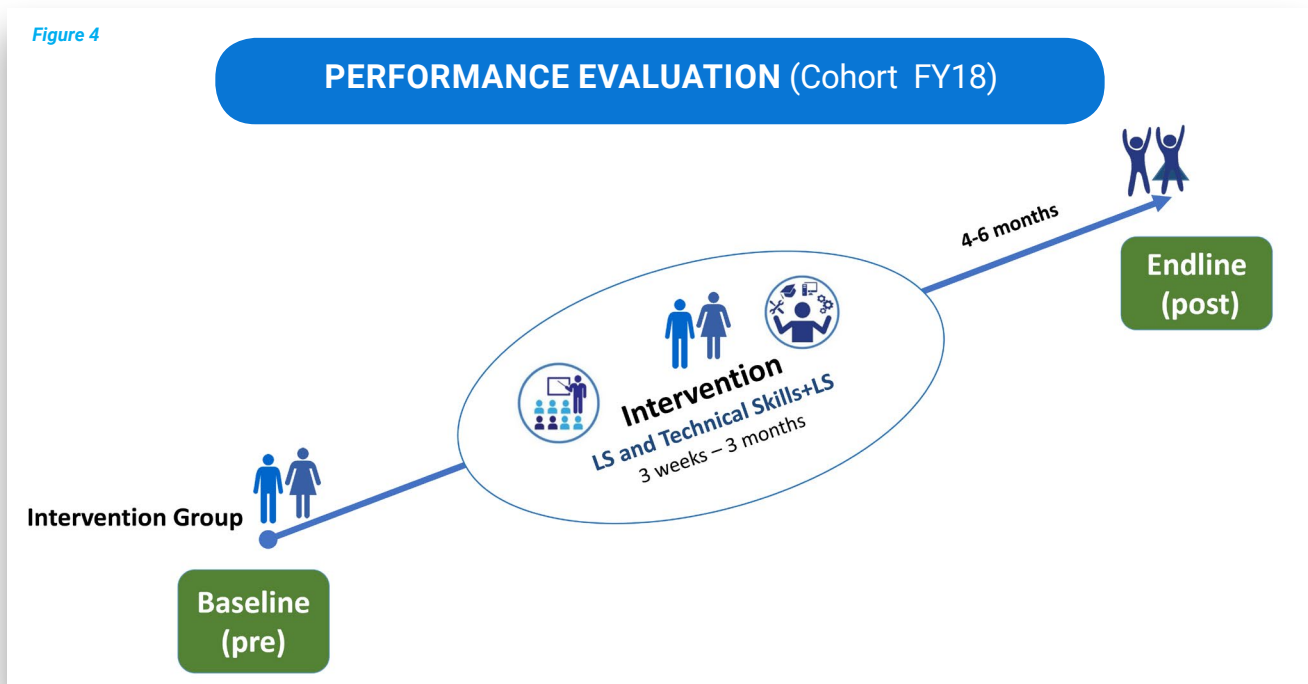 Figure 4
PERFORMANCE EVALUATION (Cohort FY18)
4-6 months
Endline
(post)
Intervention
LS and Technical Skills+LS
3 weeks – 3 months
Intervention Group
Baseline
(pre)